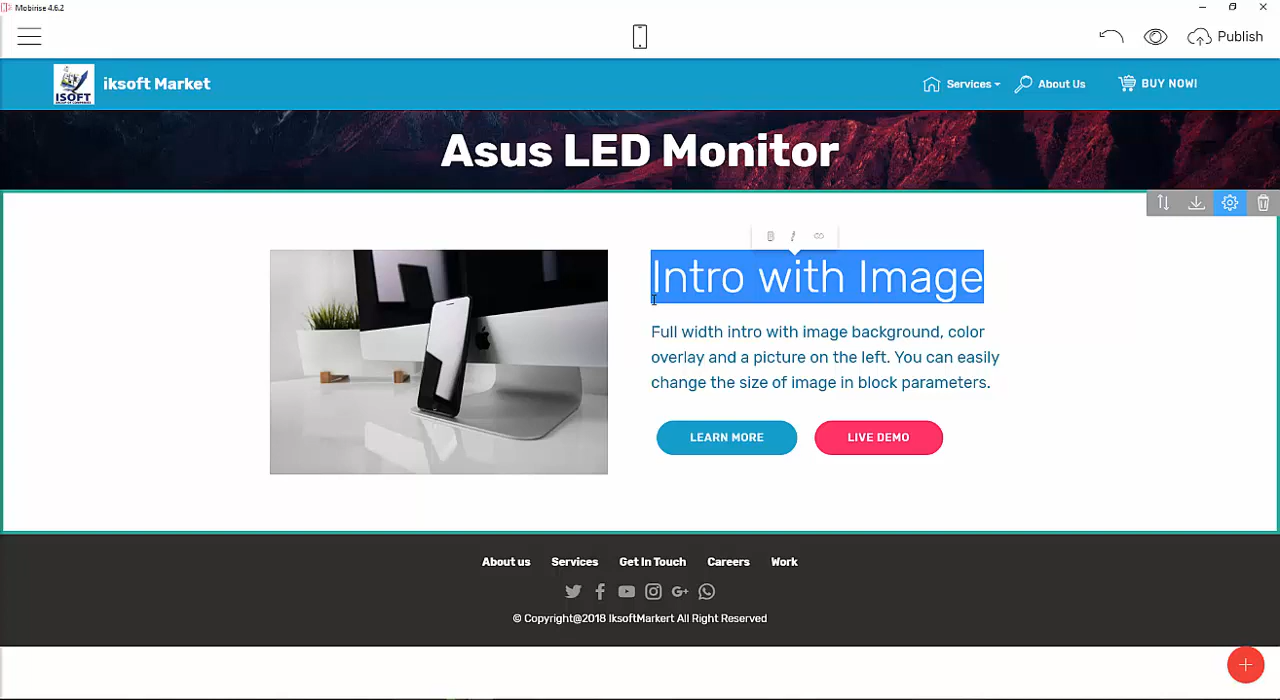 Mobirise 4.6.2
Publish
ISOFT
iksoft Market
Services
About Us
BUY NOW!
Asus LED Monitor
Intro with Image
Full width intro with image background, color
overlay and a picture on the left. You can easily
change the size of image in block parameters.
LEARN MORE
LIVE DEMO
About us
Services
Get In Touch
Careers
Work
© Copyright@2018 IksoftMarkert All Right Reserved